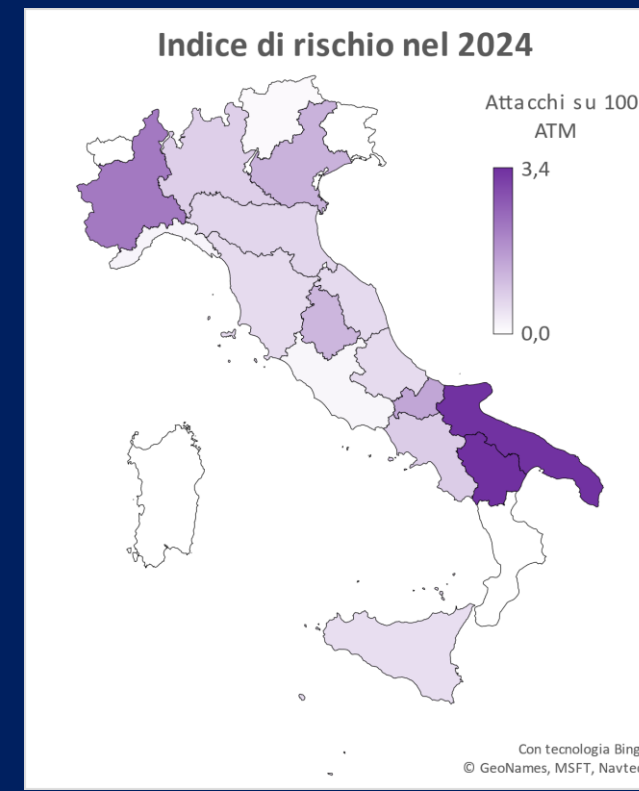 Indice di rischio nel 2024
Attacchi su 100
ATM
3,4
0,0
Con tecnologia Bing
© GeoNames, MSFT, Navteq